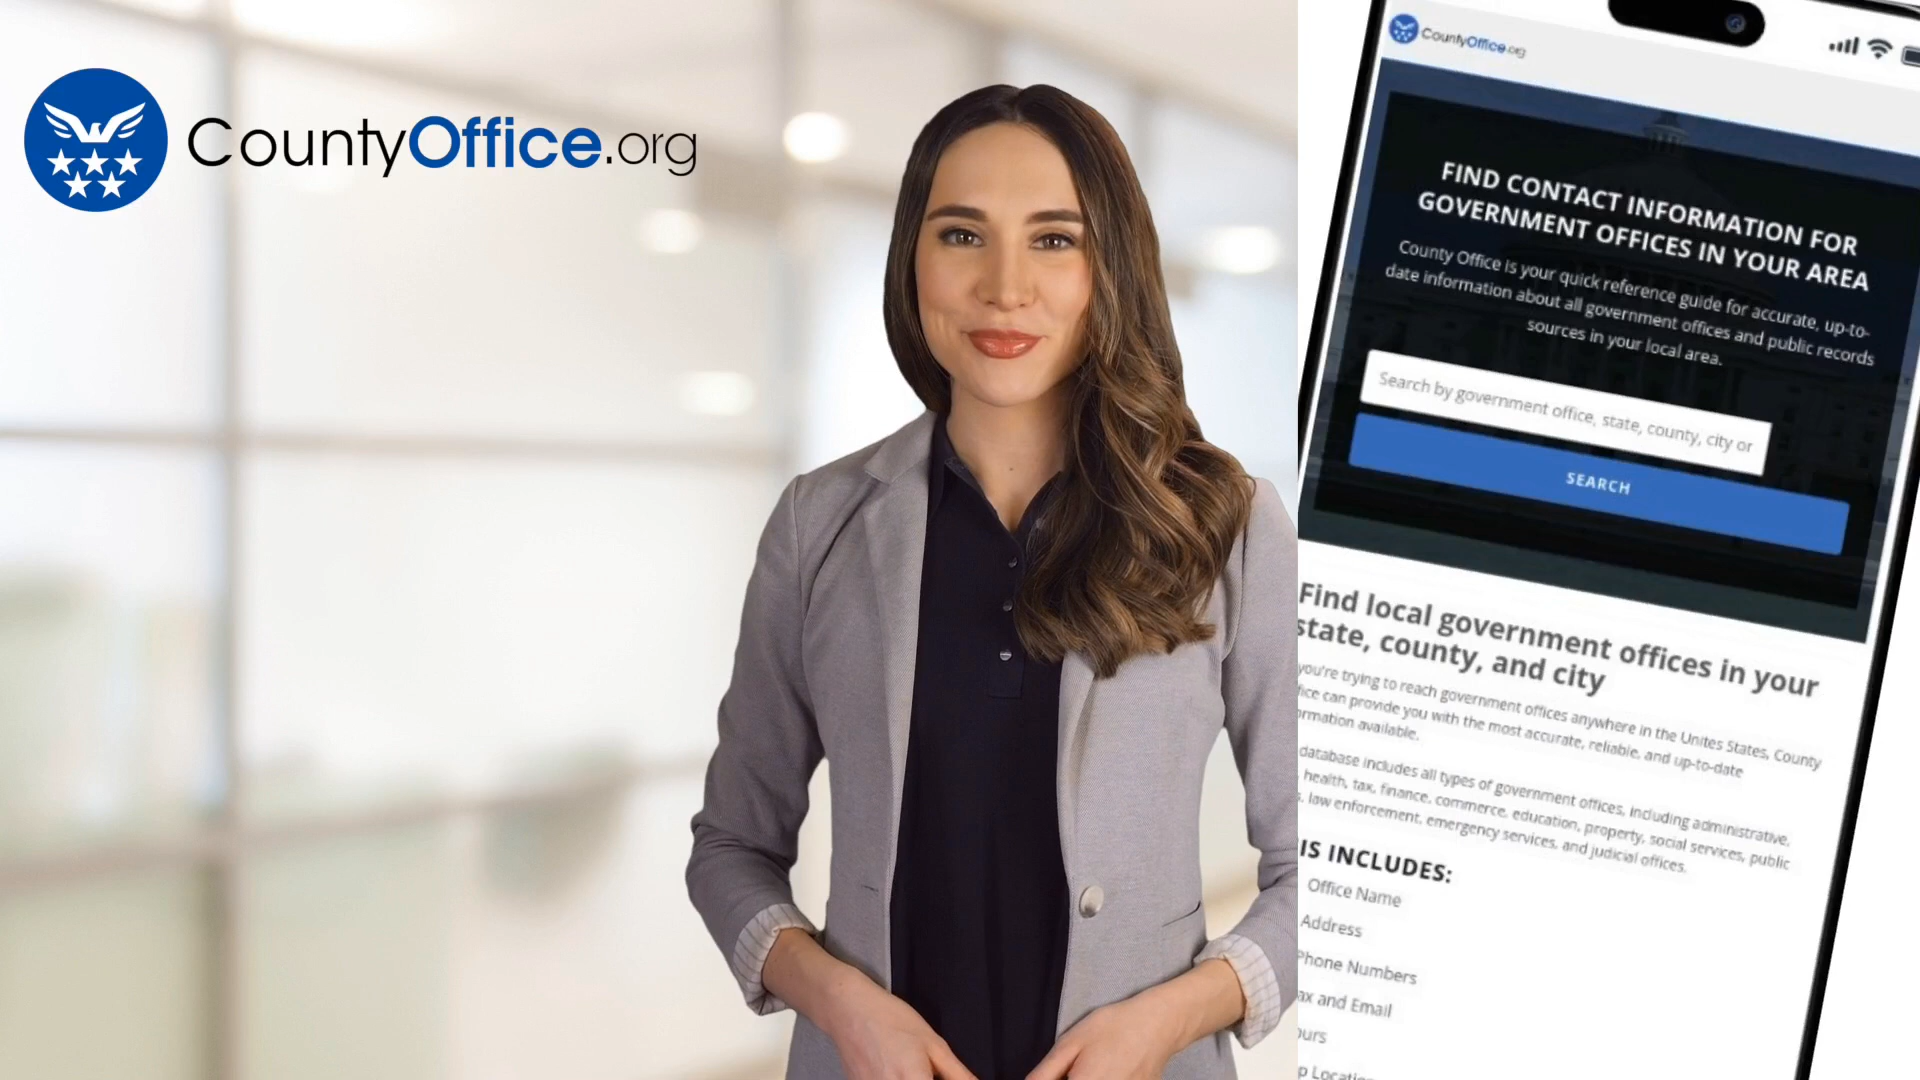 CountyOffice.org
CountyOffice.org
FIND CONTACT INFORMATION FOR
GOVERNMENT OFFICES IN YOUR AREA
County Office is your quick reference guide for accurate, up-to-
date information about all government offices and public records
sources in your local area.
Search by government office, state, county, city or
SEARCH
Find local government offices in your
state, county, and city
you're trying to reach government offices anywhere in the Unites States, County
can provide you with the most accurate, reliable, and up-to-date
available.
database includes all types of government offices, including administrative,
health, tax, finance, commerce, education, property, social services, public
law enforcement, emergency services, and judicial offices.
INCLUDES:
Office Name
Address
Phone Numbers
and Email